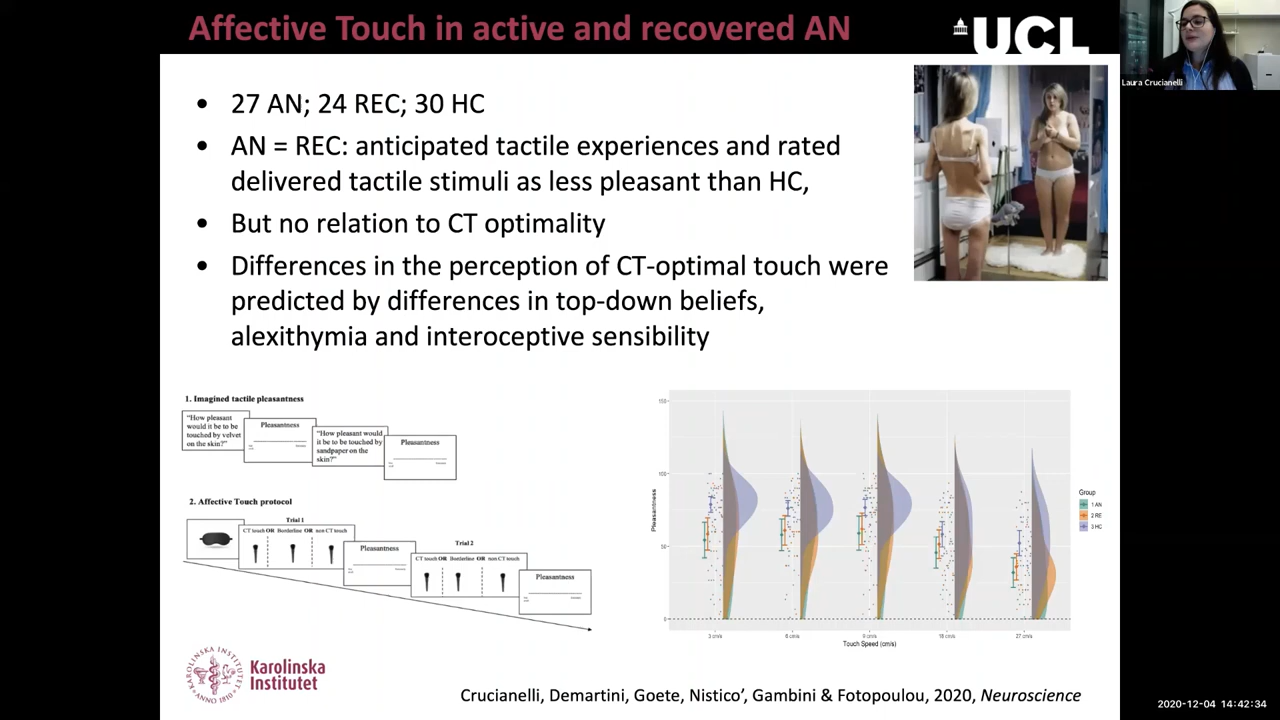 Affective Touch in active and recovered AN
UCL
Laura Crucianelli
• 27 AN; 24 REC; 30 HC
• AN = REC: anticipated tactile experiences and rated
delivered tactile stimuli as less pleasant than HC,
• But no relation to CT optimality
• Differences in the perception of CT-optimal touch were
predicted by differences in top-down beliefs,
alexithymia and interoceptive sensibility
1. Imagined tactile pleasantness
"How pleasant
would it be to be
touched by velvet
on the skin?"
Pleasantness
"How pleasant would
it be to be touched by
sandpaper on the
skin?"
Pleasantness
2. Affective Touch protocol
Trial 1
CT touch OR Borderline OR non CT touch
Pleasantness
Trial 2
CT touch OR Borderline OR non CT touch
Pleasantness
150
100
50
0
Pleasantness
3 cm/s
6 cm/s
9 cm/s
18 cm/s
27 cm/s
Touch Speed (cm/s)
Group
1 AN
2 RE
3 HC
KAROLINSKA INSTITUTET
ANNO 1810
Karolinska
Institutet
Crucianelli, Demartini, Goete, Nistico’, Gambini & Fotopoulou, 2020, Neuroscience
2020-12-04 14:42:34